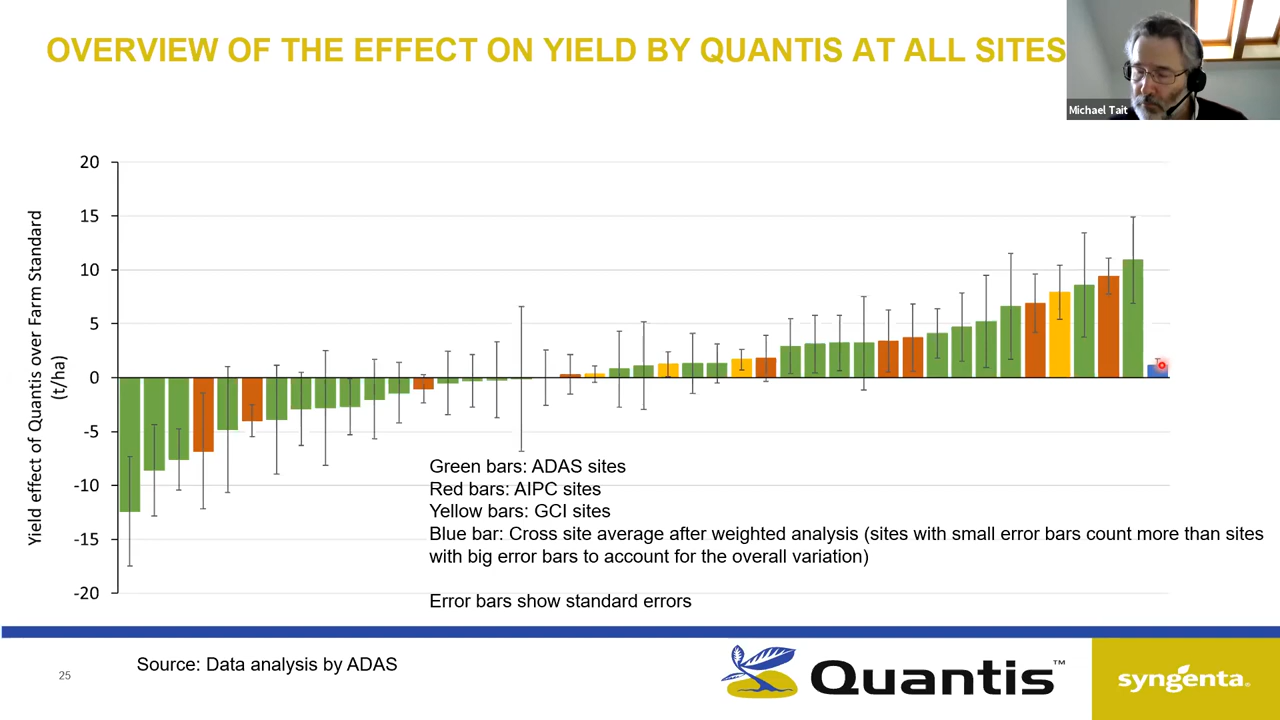 OVERVIEW OF THE EFFECT ON YIELD BY QUANTIS AT ALL SITES
Michael Tait
Yield effect of Quantis over Farm Standard
(t/ha)
20
15
10
5
0
-5
-10
-15
-20
Green bars: ADAS sites
Red bars: AIPC sites
Yellow bars: GCI sites
Blue bar: Cross site average after weighted analysis (sites with small error bars count more than sites
with big error bars to account for the overall variation)
Error bars show standard errors
25
Source: Data analysis by ADAS
Quantis™
syngenta®